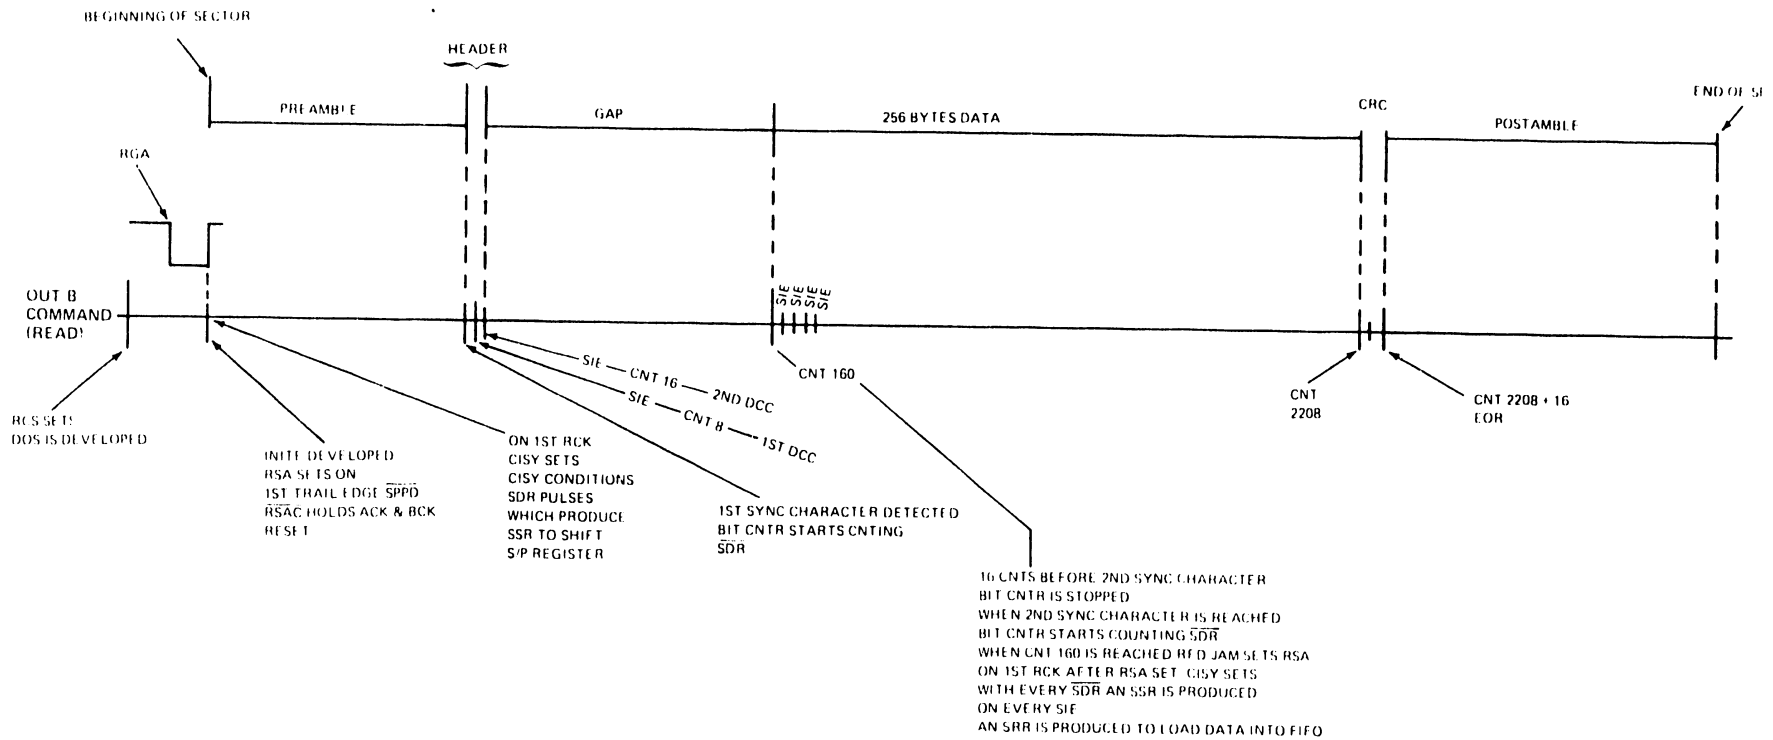 BEGINNING OF SECTOR
HEADER
PREAMBLE
GAP
256 BYTES DATA
CRC
POSTAMBLE
END OF SE
RGA
OUT B
COMMAND
(READ)
SIE
SIE
SIE
SIE
SIE — CNT 16 — 2ND DCC
SIE — CNT 8 — 1ST DCC
CNT 160
CNT
2208
CNT 2208 + 16
EOR
RCS SETS
DOS IS DEVELOPED
INITE DEVELOPED
RSA SETS ON
1ST TRAIL EDGE SPPD
RSAC HOLDS ACK & BCK
RESET
ON 1ST RCK
CISY SETS
CISY CONDITIONS
SDR PULSES
WHICH PRODUCE
SSR TO SHIFT
S/P REGISTER
1ST SYNC CHARACTER DETECTED
BIT CNTR STARTS CNTING
SDR
16 CNTS BEFORE 2ND SYNC CHARACTER
BIT CNTR IS STOPPED
WHEN 2ND SYNC CHARACTER IS REACHED
BIT CNTR STARTS COUNTING SDR
WHEN CNT 160 IS REACHED RFD JAM SETS RSA
ON 1ST RCK AFTER RSA SET CISY SETS
WITH EVERY SDR AN SSR IS PRODUCED
ON EVERY SIE
AN SRR IS PRODUCED TO LOAD DATA INTO FIFO